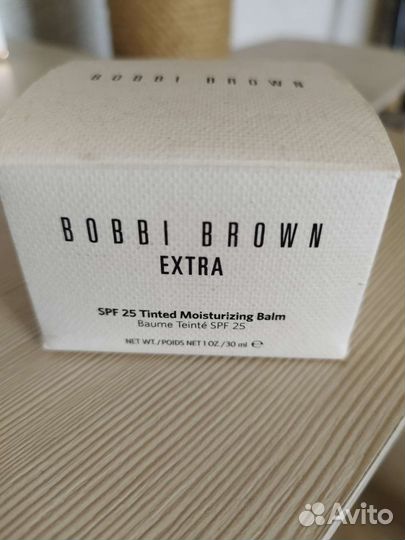 BOBBI BROWN
BOBBI BROWN
EXTRA
SPF 25 Tinted Moisturizing Balm
Baume Teinté SPF 25
NET WT./POIDS NET 1 OZ./30 ml ℮
Avito